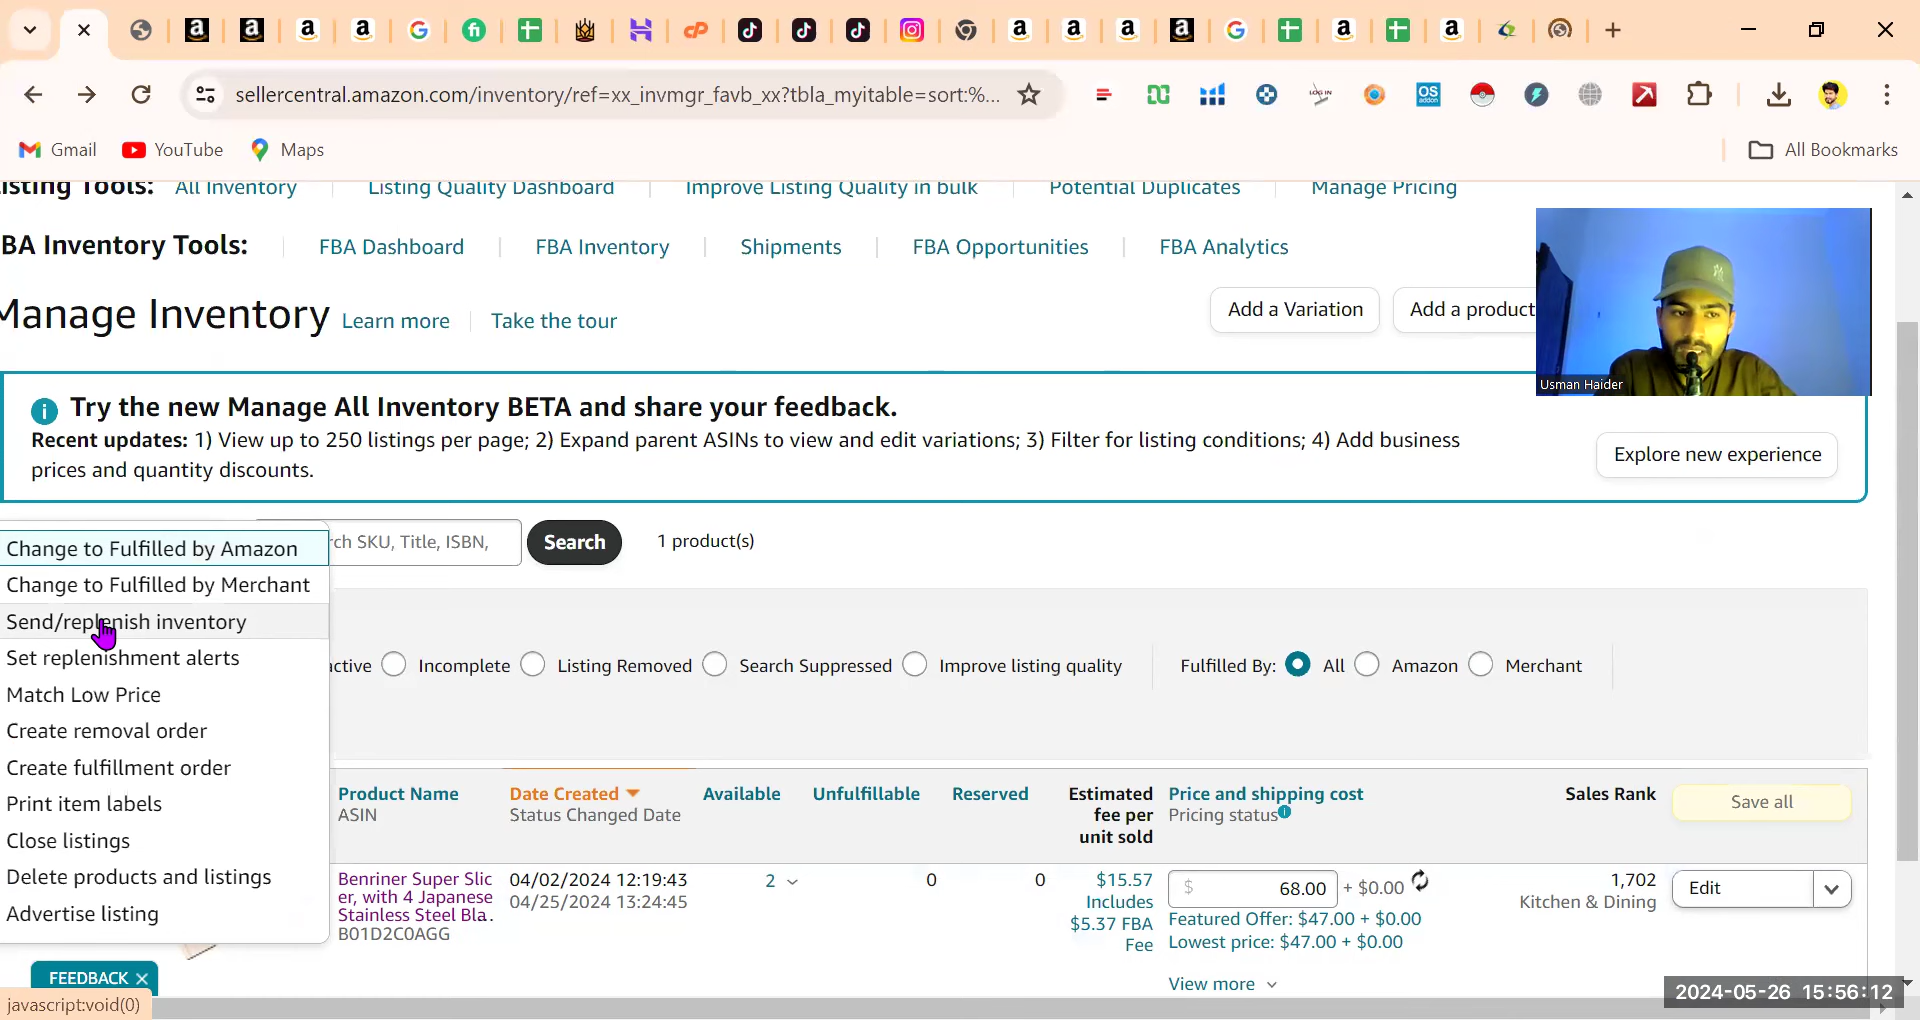 sellercentral.amazon.com/inventory/ref=xx_invmgr_favb_xx?tbla_myitable=sort:%...
Gmail
YouTube
Maps
All Bookmarks
isting Tools:
All Inventory
Listing Quality Dashboard
Improve Listing Quality in bulk
Potential Duplicates
Manage Pricing
BA Inventory Tools:
FBA Dashboard
FBA Inventory
Shipments
FBA Opportunities
FBA Analytics
Manage Inventory
Learn more
Take the tour
Add a Variation
Add a product
Usman Haider
Try the new Manage All Inventory BETA and share your feedback.
Recent updates: 1) View up to 250 listings per page; 2) Expand parent ASINs to view and edit variations; 3) Filter for listing conditions; 4) Add business
prices and quantity discounts.
Explore new experience
Change to Fulfilled by Amazon
Change to Fulfilled by Merchant
Send/replenish inventory
Set replenishment alerts
Match Low Price
Create removal order
Create fulfillment order
Print item labels
Close listings
Delete products and listings
Advertise listing
rch SKU, Title, ISBN,
Search
1 product(s)
active
Incomplete
Listing Removed
Search Suppressed
Improve listing quality
Fulfilled By:
All
Amazon
Merchant
Product Name
ASIN
Date Created
Status Changed Date
Available
Unfulfillable
Reserved
Estimated
fee per
unit sold
Price and shipping cost
Pricing status
Sales Rank
Save all
Benriner Super Slic
er, with 4 Japanese
Stainless Steel Bla.
B01D2C0AGG
04/02/2024 12:19:43
04/25/2024 13:24:45
2
0
0
$15.57
Includes
$5.37 FBA
Fee
$ 68.00 + $0.00
Featured Offer: $47.00 + $0.00
Lowest price: $47.00 + $0.00
View more
1,702
Kitchen & Dining
Edit
FEEDBACK
javascript:void(0)
2024-05-26 15:56:12